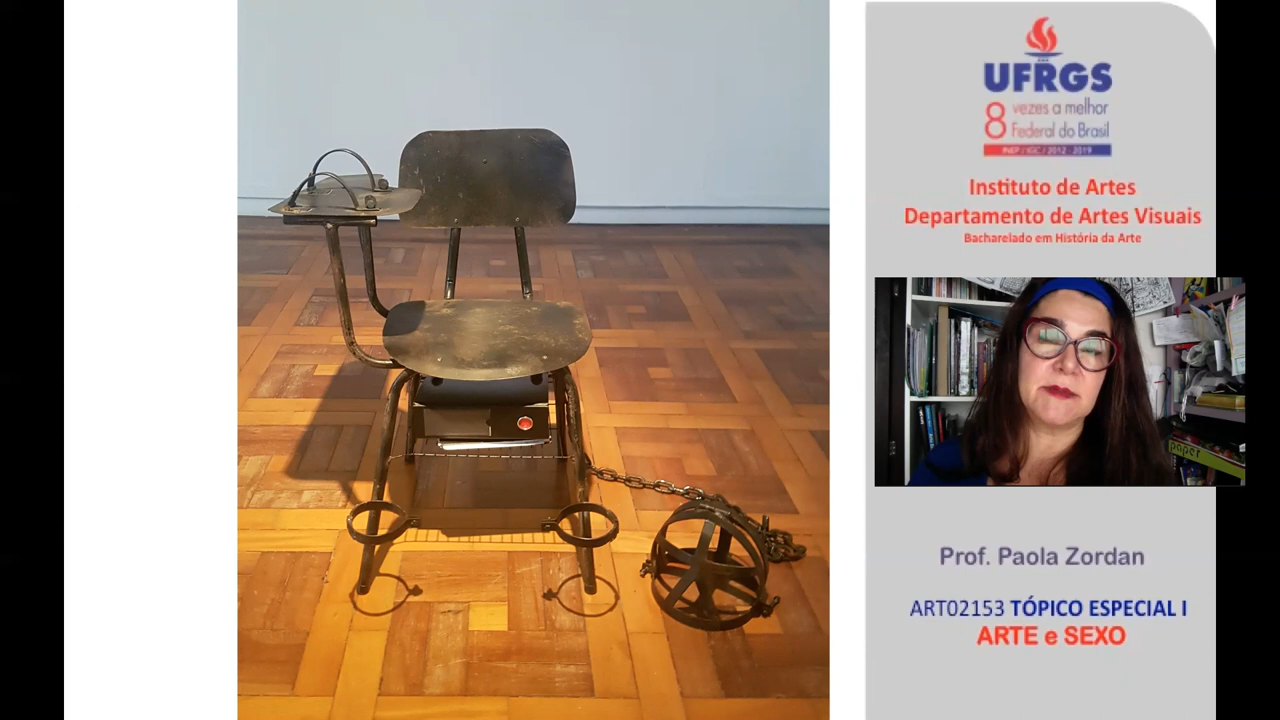 UFRGS
8 vezes a melhor
Federal do Brasil
INEP / IGC / 2012 - 2019
Instituto de Artes
Departamento de Artes Visuais
Bacharelado em História da Arte
paper
Prof. Paola Zordan
ART02153 TÓPICO ESPECIAL I
ARTE e SEXO